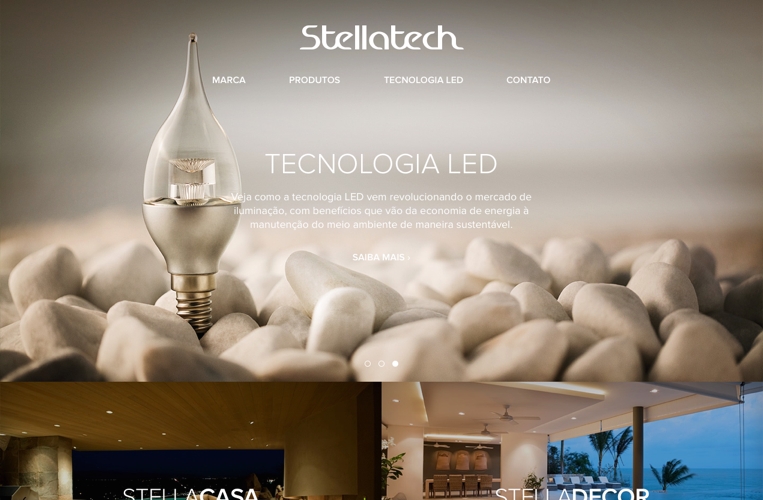 Stellatech
MARCA PRODUTOS TECNOLOGIA LED CONTATO
TECNOLOGIA LED
Veja como a tecnologia LED vem revolucionando o mercado de
iluminação, com benefícios que vão da economia de energia à
manutenção do meio ambiente de maneira sustentável.
SAIBA MAIS ›
STELLACASA STELLADECOR